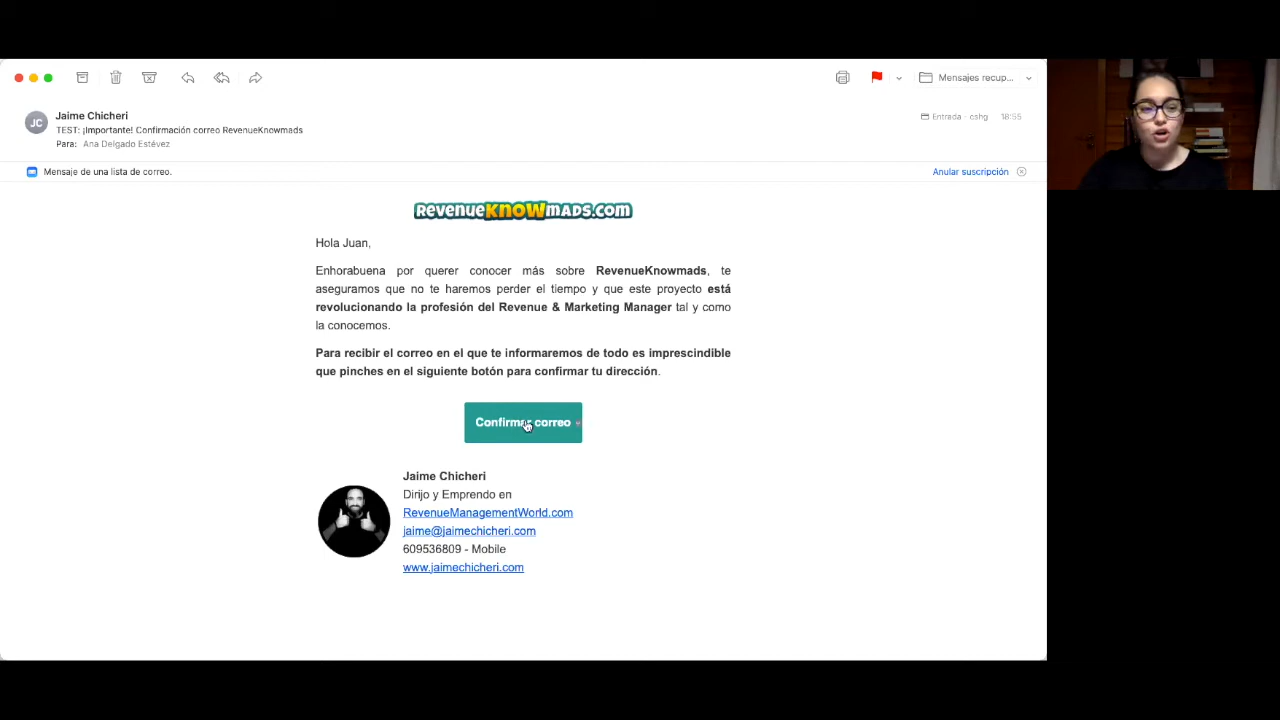 Mensajes recup...
JC
Jaime Chicheri
TEST: ¡Importante! Confirmación correo RevenueKnowmads
Para: Ana Delgado Estévez
Entrada - cshg 18:55
Mensaje de una lista de correo.
Anular suscripción
REVENUEKNOWMADS.COM
Hola Juan,
Enhorabuena por querer conocer más sobre RevenueKnowmads, te
aseguramos que no te haremos perder el tiempo y que este proyecto está
revolucionando la profesión del Revenue & Marketing Manager tal y como
la conocemos.
Para recibir el correo en el que te informaremos de todo es imprescindible
que pinches en el siguiente botón para confirmar tu dirección.
Confirmar correo
Jaime Chicheri
Dirijo y Emprendo en
RevenueManagementWorld.com
jaime@jaimechicheri.com
609536809 - Mobile
www.jaimechicheri.com